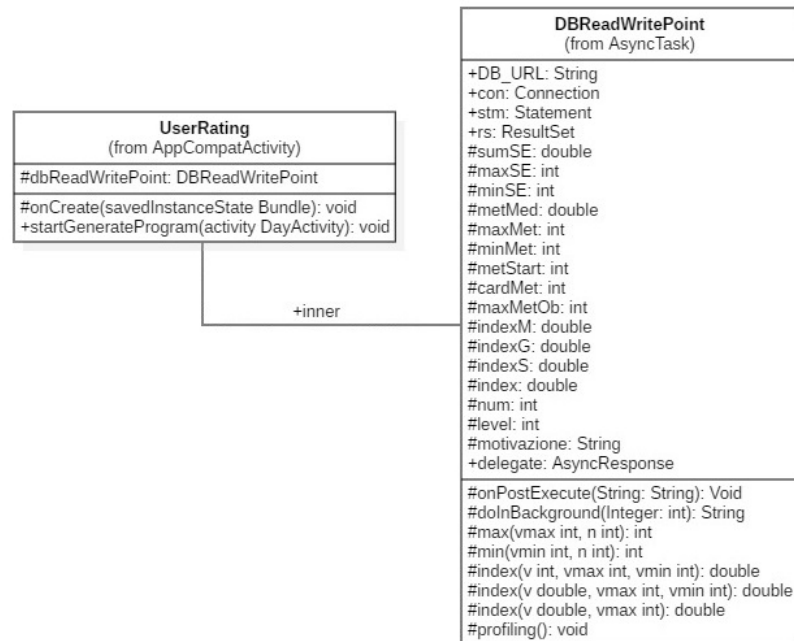 UserRating
(from AppCompatActivity)
#dbReadWritePoint: DBReadWritePoint
#onCreate(savedInstanceState Bundle): void
+startGenerateProgram(activity DayActivity): void
+inner
DBReadWritePoint
(from AsyncTask)
+DB_URL: String
+con: Connection
+stm: Statement
+rs: ResultSet
#sumSE: double
#maxSE: int
#minSE: int
#metMed: double
#maxMet: int
#minMet: int
#metStart: int
#cardMet: int
#maxMetOb: int
#indexM: double
#indexG: double
#indexS: double
#index: double
#num: int
#level: int
#motivazione: String
+delegate: AsyncResponse
#onPostExecute(String: String): Void
#doInBackground(Integer: int): String
#max(vmax int, n int): int
#min(vmin int, n int): int
#index(v int, vmax int, vmin int): double
#index(v double, vmax int, vmin int): double
#index(v double, vmax int): double
#profiling(): void